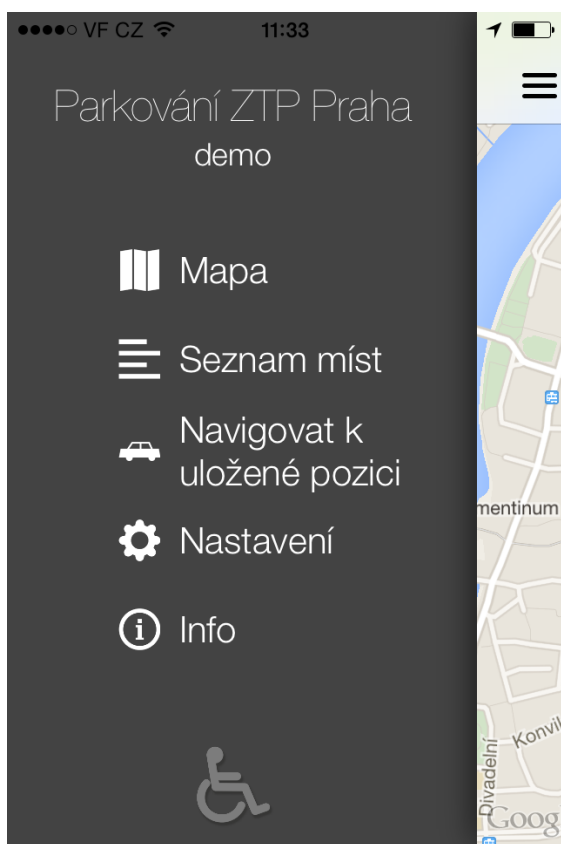 VF CZ 11:33
Parkování ZTP Praha
demo
Mapa
Seznam míst
Navigovat k
uložené pozici
Nastavení
Info
mentinum
Konvil
Divadelní
Goog